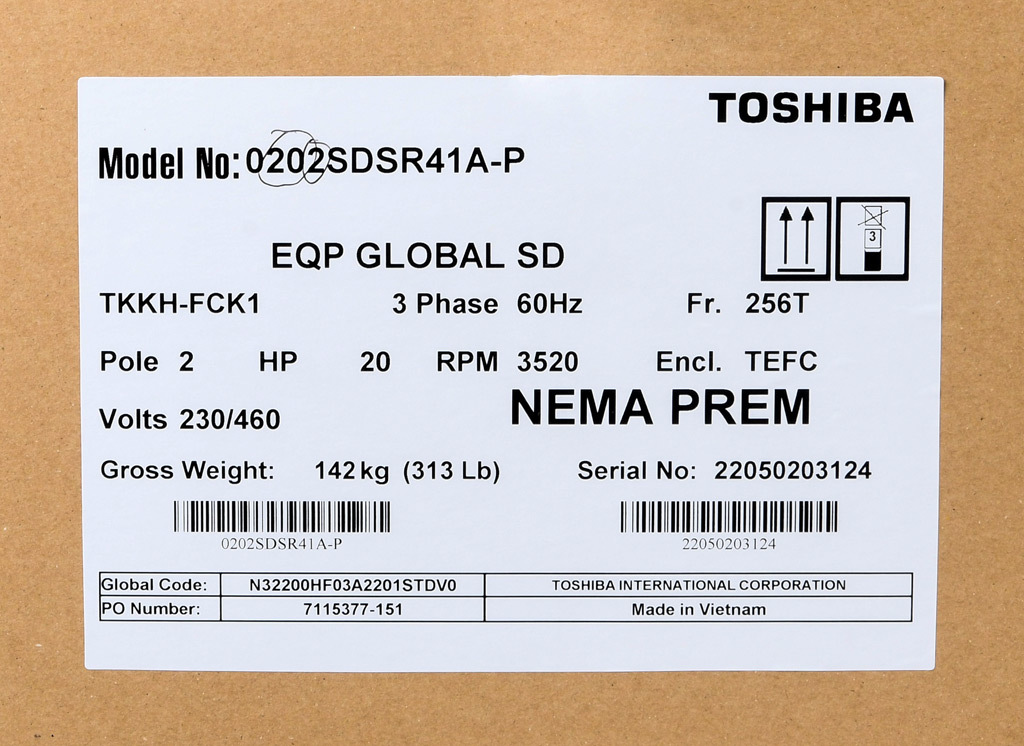 TOSHIBA
Model No: 0202SDSR41A-P
3
EQP GLOBAL SD
TKKH-FCK1 3 Phase 60Hz Fr. 256T
Pole 2 HP 20 RPM 3520 Encl. TEFC
Volts 230/460 NEMA PREM
Gross Weight: 142kg (313 Lb) Serial No: 22050203124
0202SDSR41A-P 22050203124
Global Code: N32200HF03A2201STDV0 TOSHIBA INTERNATIONAL CORPORATION
PO Number: 7115377-151 Made in Vietnam